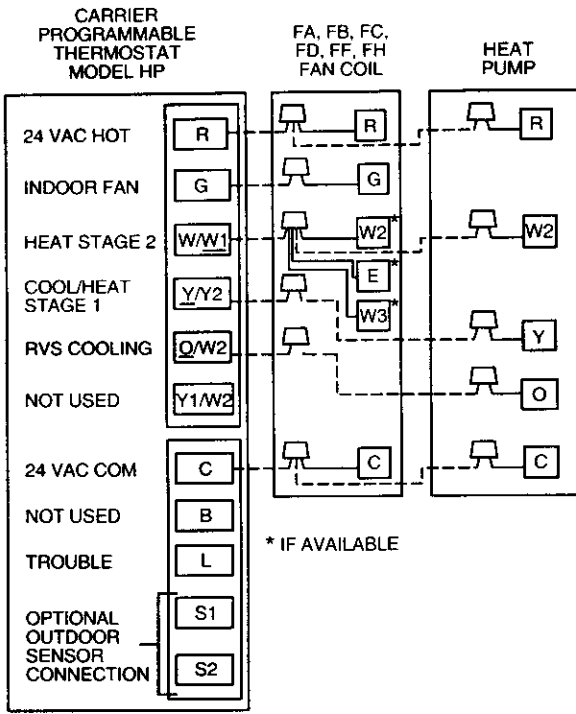 CARRIER
PROGRAMMABLE
THERMOSTAT
MODEL HP
FA, FB, FC,
FD, FF, FH
FAN COIL
HEAT
PUMP
24 VAC HOT
R
R
R
INDOOR FAN
G
G
HEAT STAGE 2
W/W1
W2*
W2
E*
COOL/HEAT
STAGE 1
Y/Y2
W3*
Y
RVS COOLING
O/W2
O
NOT USED
Y1/W2
24 VAC COM
C
C
C
NOT USED
B
* IF AVAILABLE
TROUBLE
L
OPTIONAL
OUTDOOR
SENSOR
CONNECTION
S1
S2